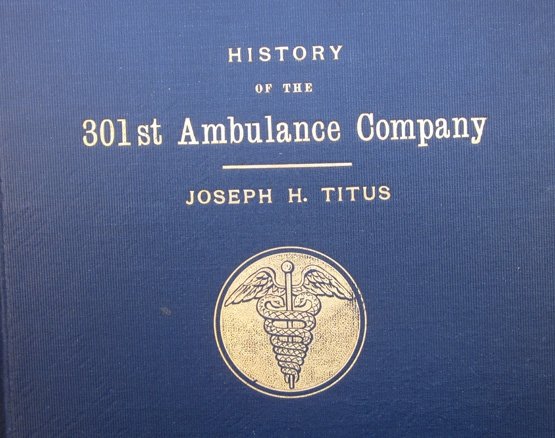 HISTORY
OF THE
301st Ambulance Company
JOSEPH H. TITUS